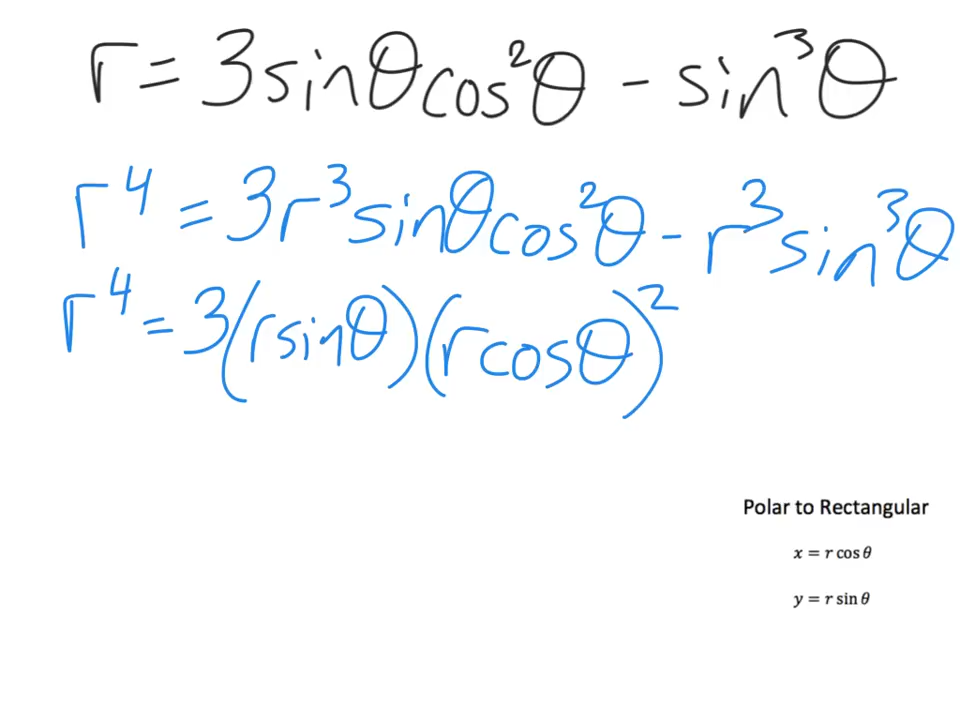 r = 3sinθcos²θ - sin³θ
r⁴ = 3r³sinθcos²θ - r³sin³θ
r⁴ = 3(rsinθ)(rcosθ)²
Polar to Rectangular
x = r cos θ
y = r sin θ